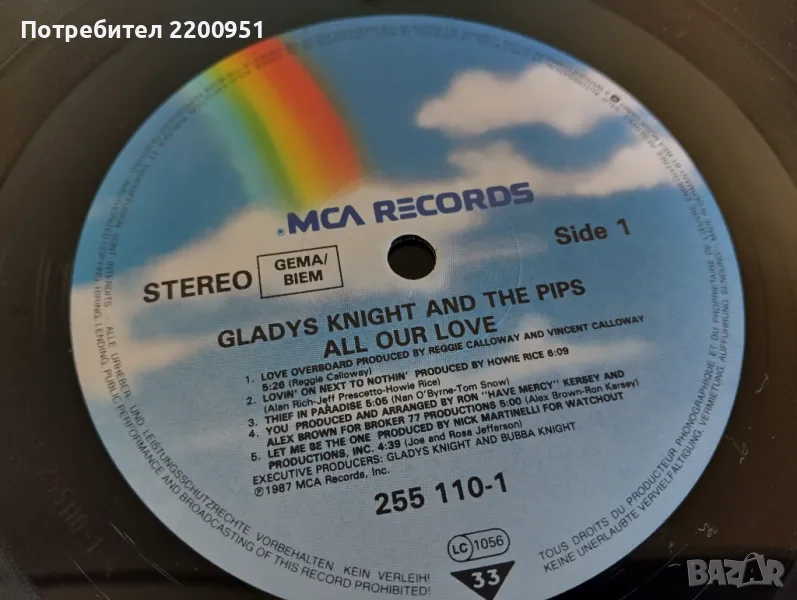 Потребител 2200951
MCA RECORDS
STEREO
GEMA/
BIEM
Side 1
GLADYS KNIGHT AND THE PIPS
ALL OUR LOVE
1. LOVE OVERBOARD PRODUCED BY REGGIE CALLOWAY AND VINCENT CALLOWAY
5:26 (Reggie Calloway)
2. LOVIN' ON NEXT TO NOTHIN' PRODUCED BY HOWIE RICE 6:09
(Alan Rich-Jeff Prescetto-Howie Rice)
3. THIEF IN PARADISE 5:05 (Nan O'Byrne-Tom Snow)
4. YOU PRODUCED AND ARRANGED BY RON "HAVE MERCY" KERSEY AND
ALEX BROWN FOR BROKER 77 PRODUCTIONS 5:00 (Alex Brown-Ron Kersey)
5. LET ME BE THE ONE PRODUCED BY NICK MARTINELLI FOR WATCHOUT
PRODUCTIONS, INC. 4:39 (Joe and Rosa Jefferson)
EXECUTIVE PRODUCERS: GLADYS KNIGHT AND BUBBA KNIGHT
℗1987 MCA Records, Inc.
255 110-1
LC 1056
33
ALLE URHEBER- UND LEISTUNGSSCHUTZRECHTE VORBEHALTEN KEIN VERLEIH!
LENDING, PUBLIC PERFORMANCE AND BROADCASTING OF THIS RECORD PROHIBITED!
TOUS DROITS DU PRODUCTEUR PHONOGRAPHIQUE ET DU PROPRIETAIRE DE
KEINE UNERLAUBTE VERVIELFÄLTIGUNG, VERMIETUNG, AUFFÜHRUNG, SENDUNG
BAZAR